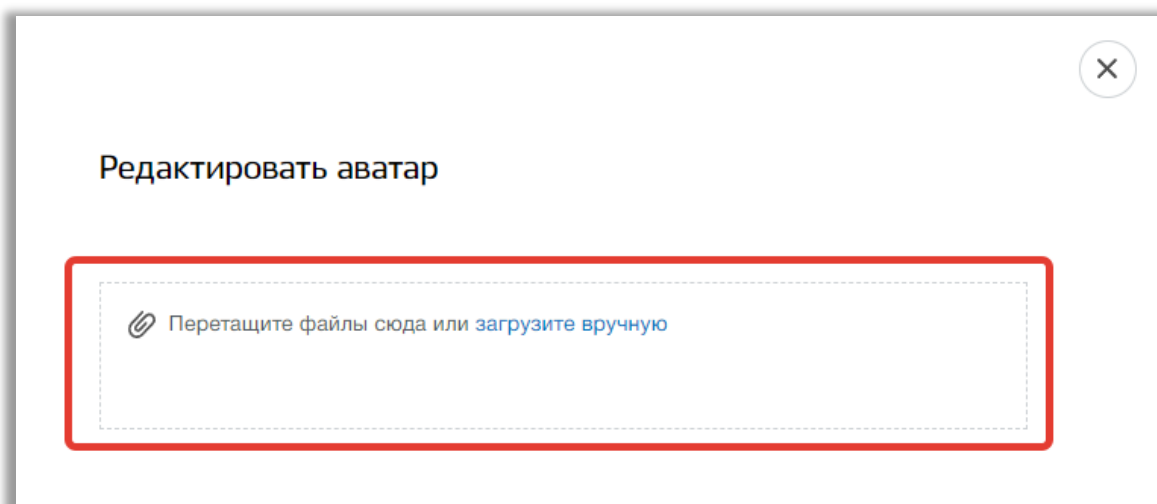 Редактировать аватар
Перетащите файлы сюда или загрузите вручную